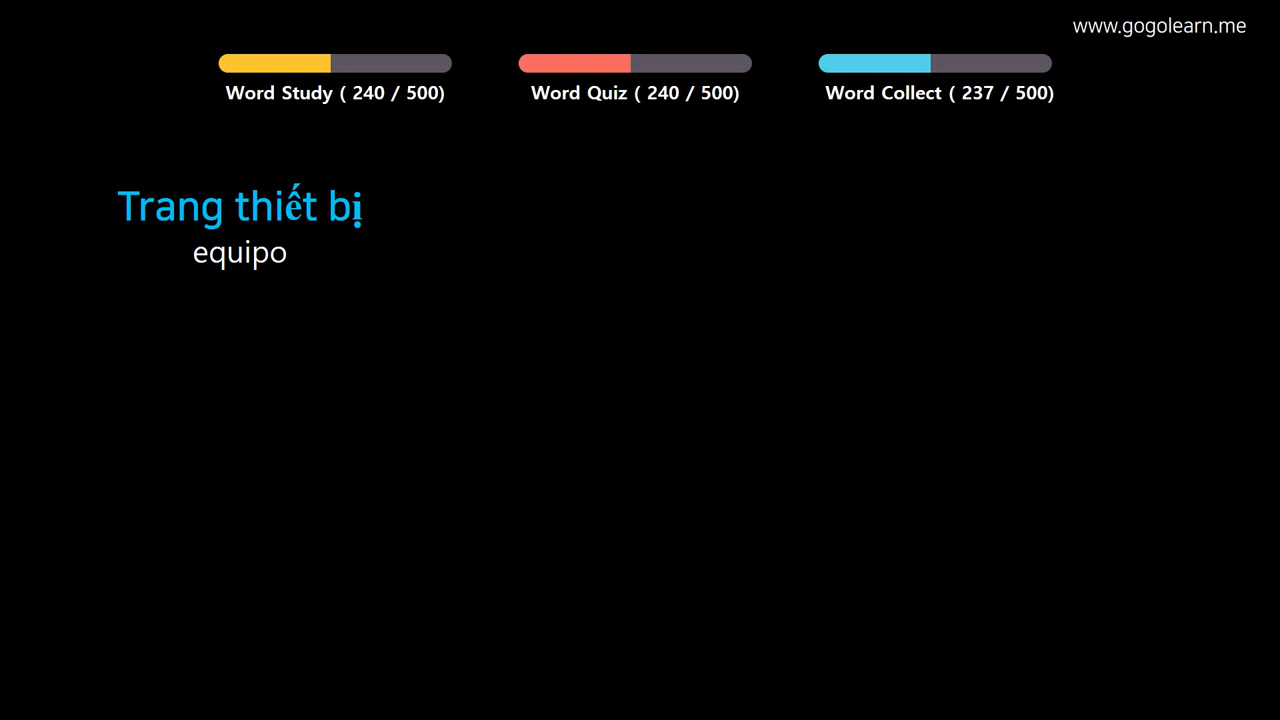 www.gogolearn.me
Word Study ( 240 / 500)
Word Quiz ( 240 / 500)
Word Collect ( 237 / 500)
Trang thiết bị
equipo